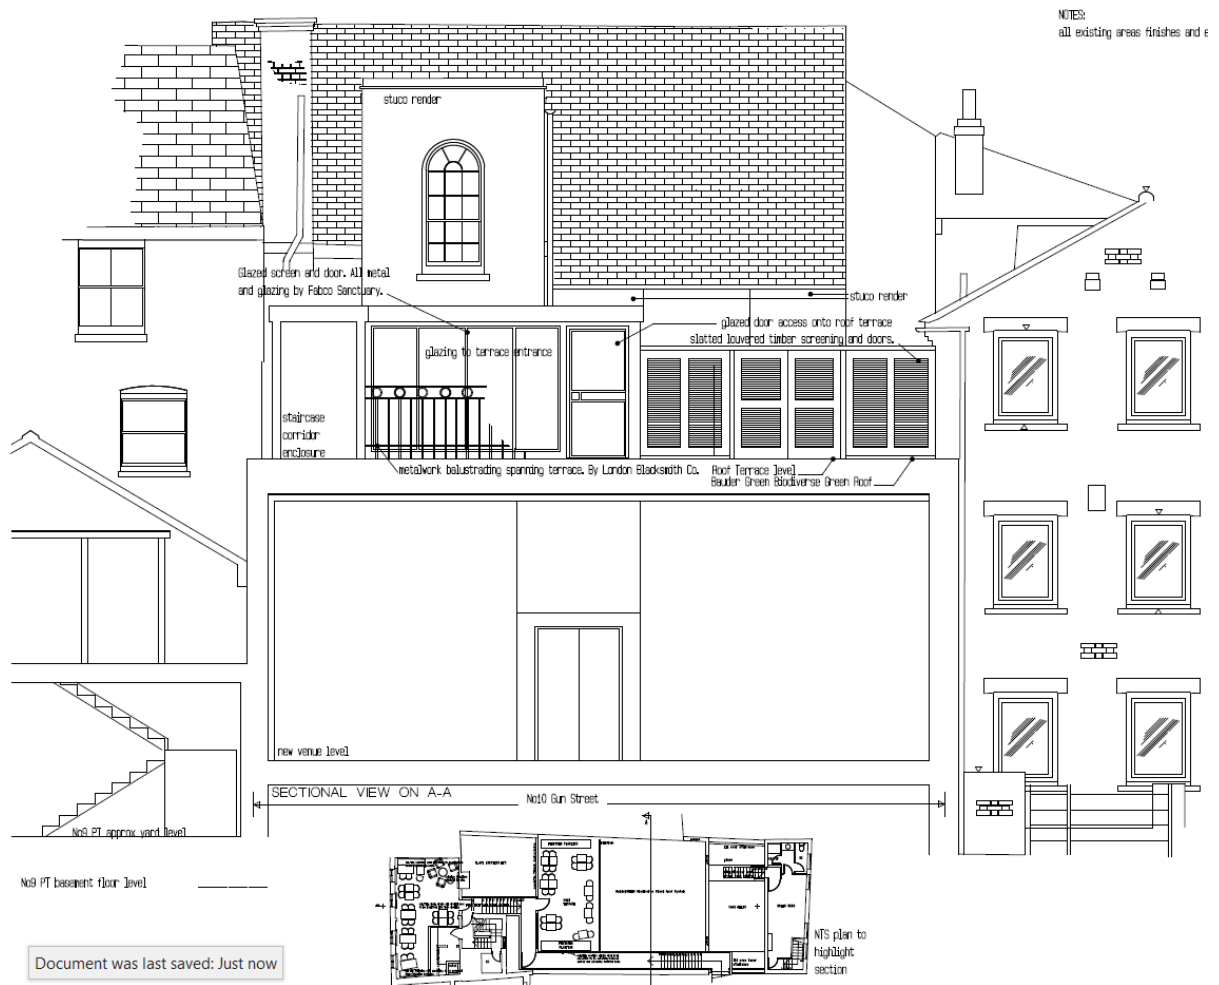 NOTES:
all existing areas finishes and e
stuco render
Glazed screen and door. All metal
and glazing by Fabco Sanctuary.
stuco render
glazed door access onto roof terrace
slatted louvered timber screening and doors.
glazing to terrace entrance
staircase
corridor
enclosure
metalwork balustrading spanning terrace. By London Blacksmith Co.
Roof Terrace level
Bauder Green Biodiverse Green Roof
new venue level
SECTIONAL VIEW ON A-A
No10 Gun Street
No9 PT approx yard level
No9 PT basement floor level
A
NTS plan to
highlight
section
Document was last saved: Just now